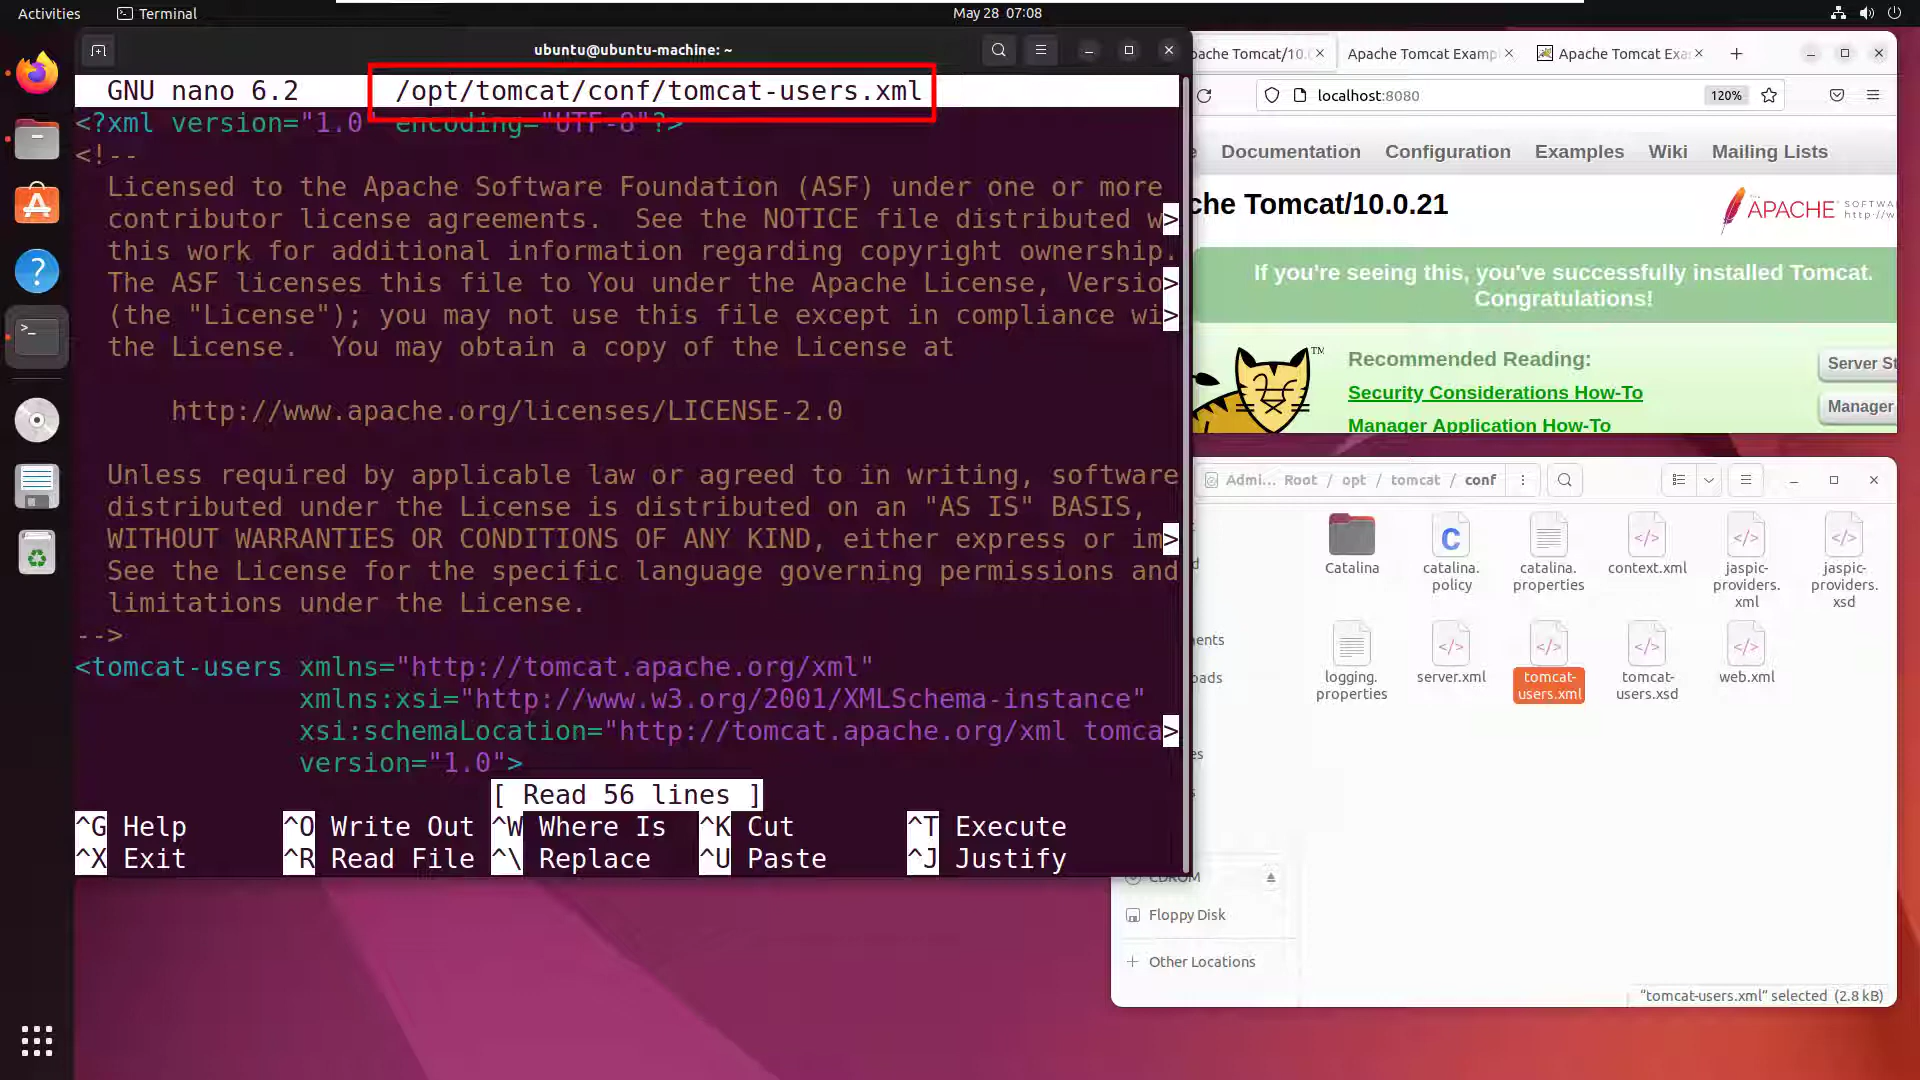 Activities
Terminal
May 28 07:08
ubuntu@ubuntu-machine: ~
GNU nano 6.2 /opt/tomcat/conf/tomcat-users.xml
<?xml version="1.0" encoding="UTF-8"?>
<!--
Licensed to the Apache Software Foundation (ASF) under one or more
contributor license agreements. See the NOTICE file distributed w>
this work for additional information regarding copyright ownership.
The ASF licenses this file to You under the Apache License, Versio>
(the "License"); you may not use this file except in compliance wi>
the License. You may obtain a copy of the License at
http://www.apache.org/licenses/LICENSE-2.0
Unless required by applicable law or agreed to in writing, software
distributed under the License is distributed on an "AS IS" BASIS,
WITHOUT WARRANTIES OR CONDITIONS OF ANY KIND, either express or im>
See the License for the specific language governing permissions and
limitations under the License.
-->
<tomcat-users xmlns="http://tomcat.apache.org/xml"
xmlns:xsi="http://www.w3.org/2001/XMLSchema-instance"
xsi:schemaLocation="http://tomcat.apache.org/xml tomca>
version="1.0">
[ Read 56 lines ]
^G Help ^O Write Out ^W Where Is ^K Cut ^T Execute
^X Exit ^R Read File ^\ Replace ^U Paste ^J Justify
pache Tomcat/10.0
Apache Tomcat Examp
Apache Tomcat Exa
localhost:8080
120%
e Documentation Configuration Examples Wiki Mailing Lists
che Tomcat/10.0.21
APACHE
SOFTWA
http://w
If you're seeing this, you've successfully installed Tomcat.
Congratulations!
TM
Recommended Reading:
Security Considerations How-To
Manager Application How-To
Server St
Manager
Admi... Root / opt / tomcat / conf
Catalina
catalina.
policy
catalina.
properties
context.xml
jaspic-
providers.
xml
jaspic-
providers.
xsd
logging.
properties
server.xml
tomcat-
users.xml
tomcat-
users.xsd
web.xml
d
ents
oads
es
s
CDROM
Floppy Disk
Other Locations
"tomcat-users.xml" selected (2.8 kB)